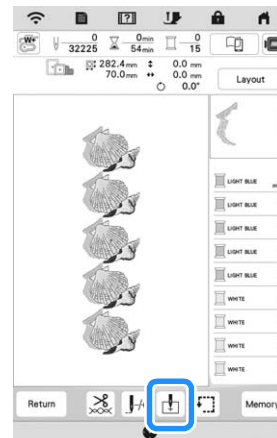 W+ 0 0min 0
32225 54min 15
282.4mm 0.0 mm
70.0mm 0.0 mm
0.0°
Layout
LIGHT BLUE
LIGHT BLUE
LIGHT BLUE
LIGHT BLUE
LIGHT BLUE
WHITE
WHITE
WHITE
WHITE
Return
Memory